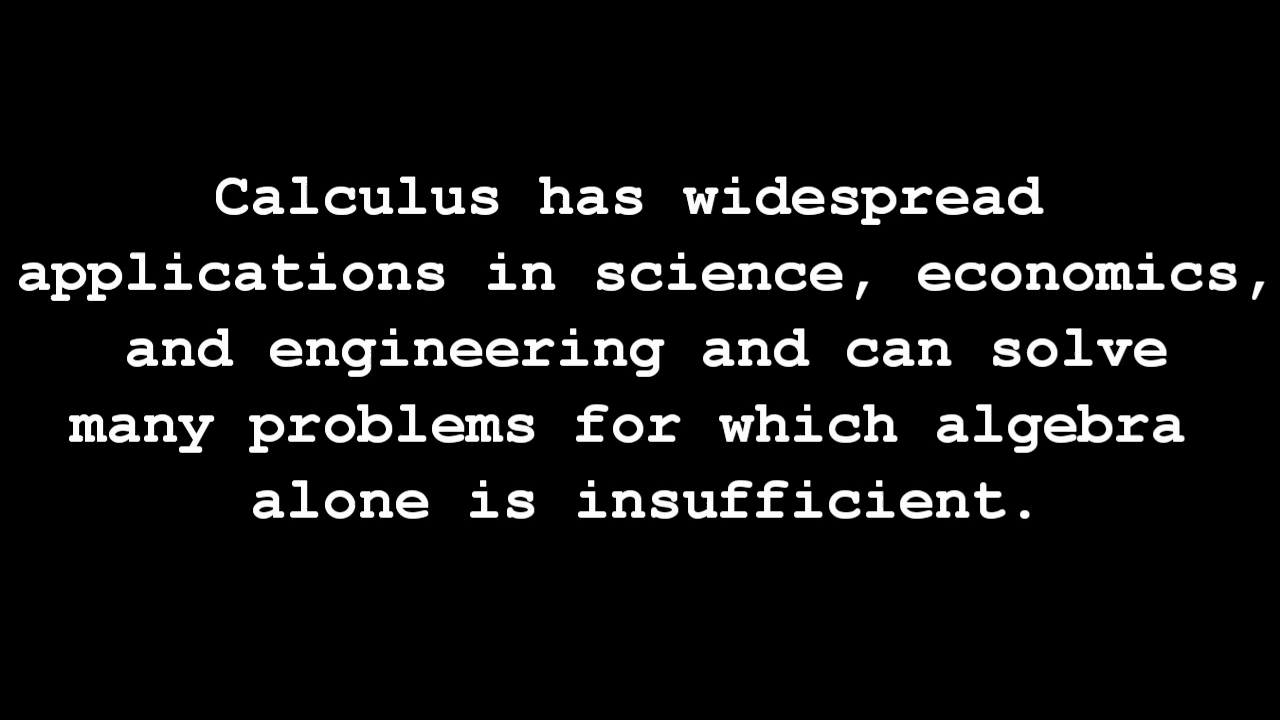 Calculus has widespread
applications in science, economics,
and engineering and can solve
many problems for which algebra
alone is insufficient.